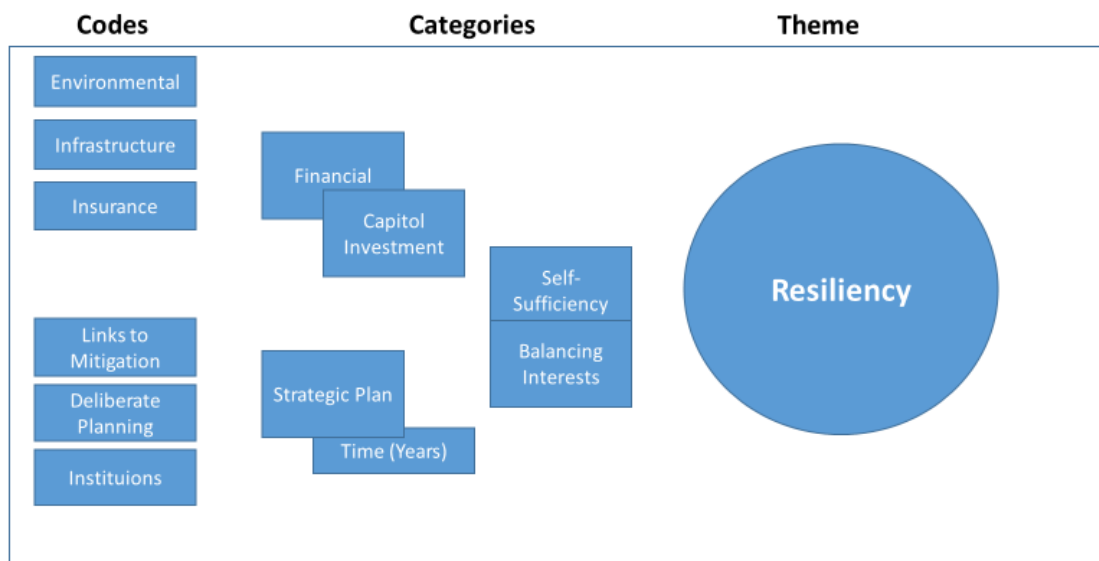 Codes
Categories
Theme
Environmental
Infrastructure
Insurance
Links to
Mitigation
Deliberate
Planning
Instituions
Financial
Capitol
Investment
Strategic Plan
Time (Years)
Self-
Sufficiency
Balancing
Interests
Resiliency